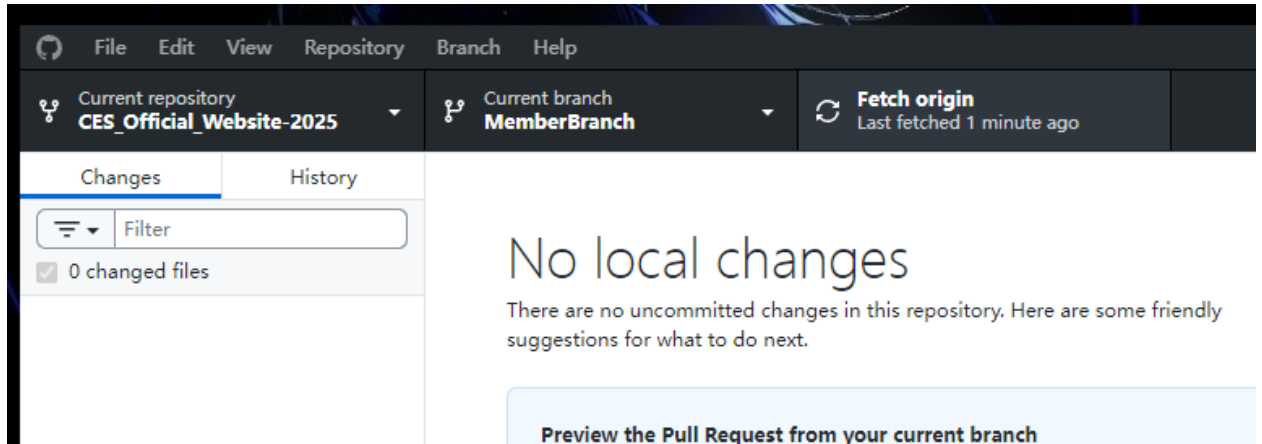 File Edit View Repository Branch Help
Current repository
CES_Official_Website-2025
Current branch
MemberBranch
Fetch origin
Last fetched 1 minute ago
Changes History
Filter
0 changed files
No local changes
There are no uncommitted changes in this repository. Here are some friendly
suggestions for what to do next.
Preview the Pull Request from your current branch